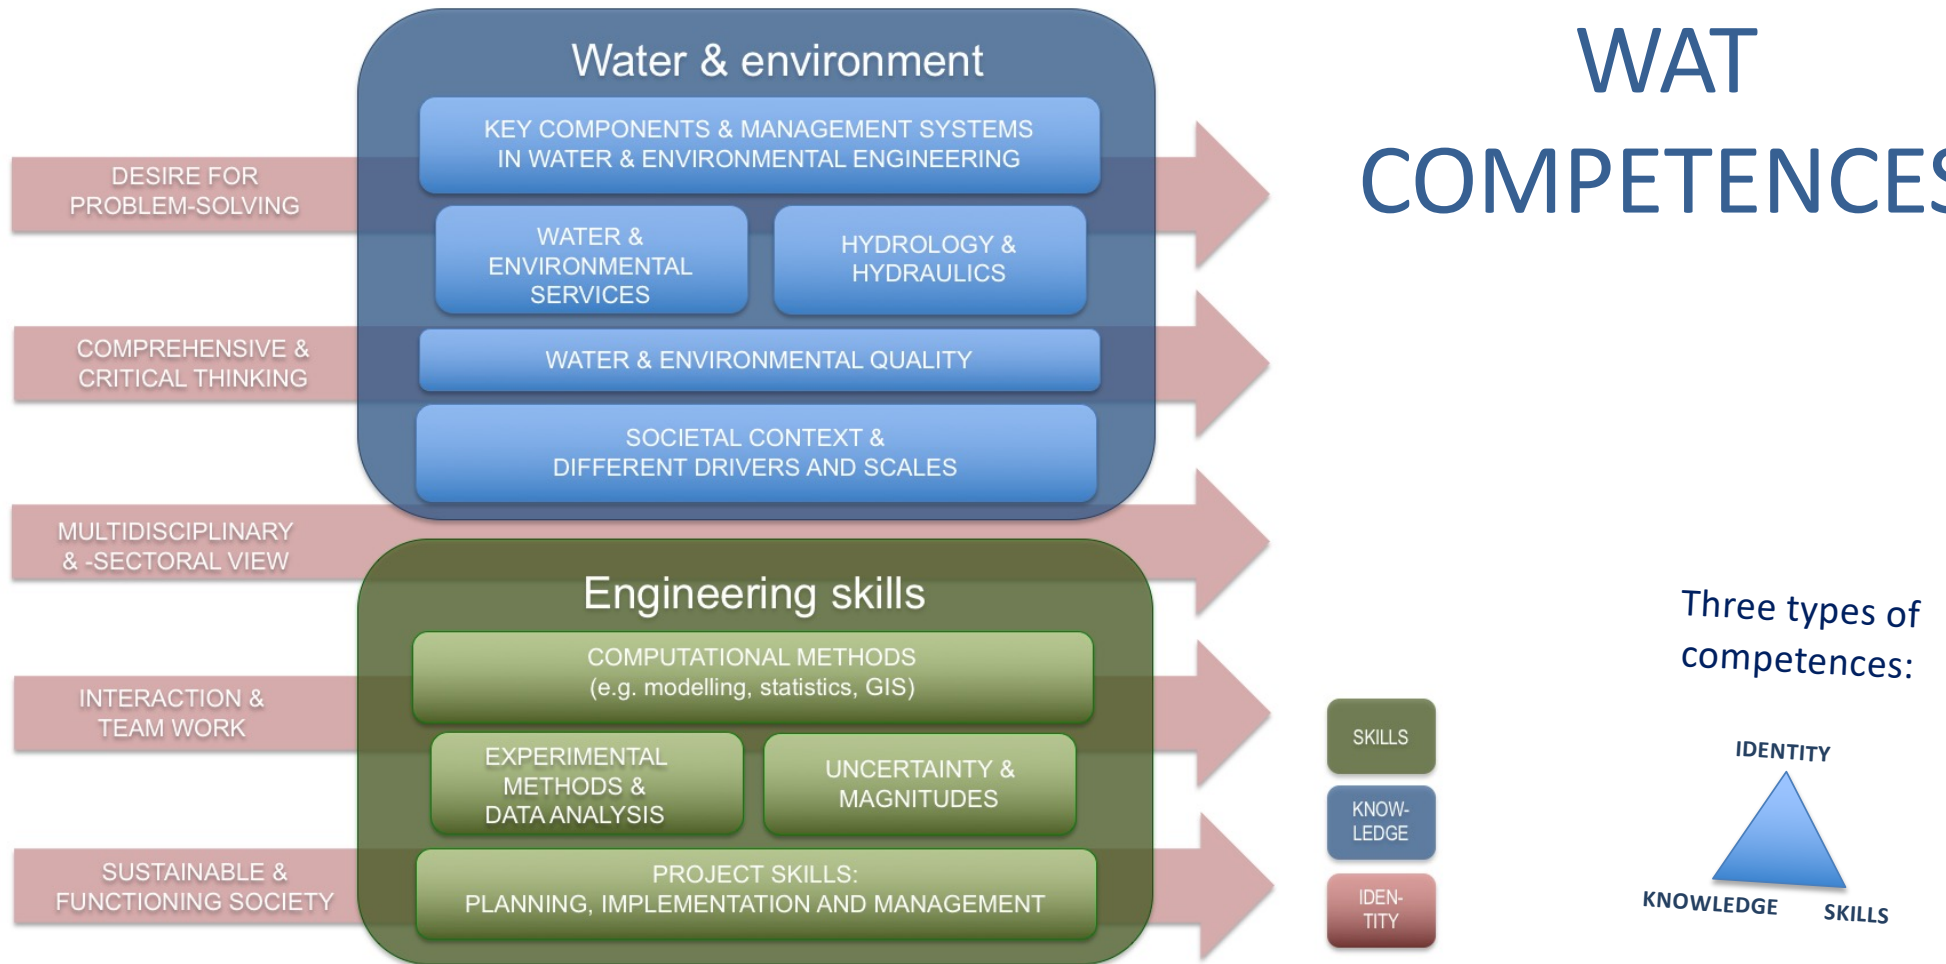 WAT
COMPETENCES
Water & environment
KEY COMPONENTS & MANAGEMENT SYSTEMS
IN WATER & ENVIRONMENTAL ENGINEERING
WATER &
ENVIRONMENTAL
SERVICES
HYDROLOGY &
HYDRAULICS
WATER & ENVIRONMENTAL QUALITY
SOCIETAL CONTEXT &
DIFFERENT DRIVERS AND SCALES
Engineering skills
COMPUTATIONAL METHODS
(e.g. modelling, statistics, GIS)
EXPERIMENTAL
METHODS &
DATA ANALYSIS
UNCERTAINTY &
MAGNITUDES
PROJECT SKILLS:
PLANNING, IMPLEMENTATION AND MANAGEMENT
DESIRE FOR
PROBLEM-SOLVING
COMPREHENSIVE &
CRITICAL THINKING
MULTIDISCIPLINARY
& -SECTORAL VIEW
INTERACTION &
TEAM WORK
SUSTAINABLE &
FUNCTIONING SOCIETY
SKILLS
KNOW-
LEDGE
IDEN-
TITY
Three types of
competences:
IDENTITY
KNOWLEDGE
SKILLS